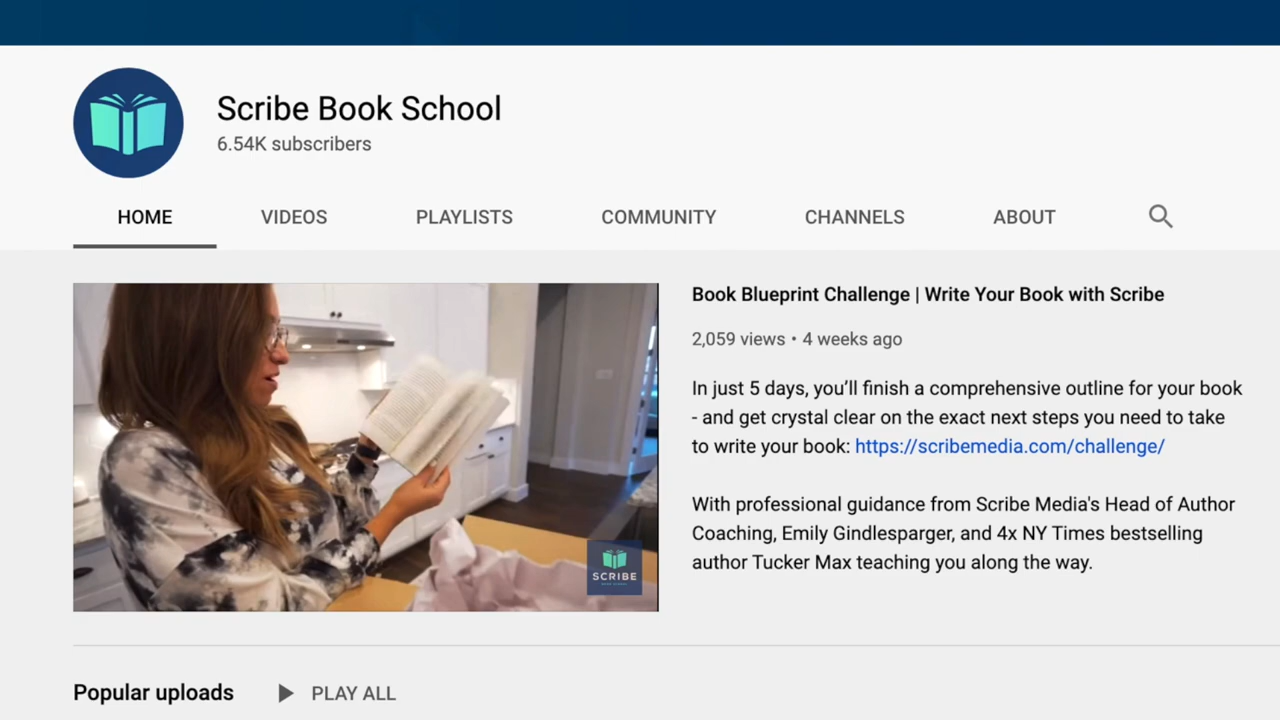 Scribe Book School
6.54K subscribers
HOME VIDEOS PLAYLISTS COMMUNITY CHANNELS ABOUT
Book Blueprint Challenge | Write Your Book with Scribe
2,059 views • 4 weeks ago
In just 5 days, you’ll finish a comprehensive outline for your book
- and get crystal clear on the exact next steps you need to take
to write your book: https://scribemedia.com/challenge/
With professional guidance from Scribe Media's Head of Author
Coaching, Emily Gindlesparger, and 4x NY Times bestselling
author Tucker Max teaching you along the way.
SCRIBE
BOOK SCHOOL
Popular uploads PLAY ALL